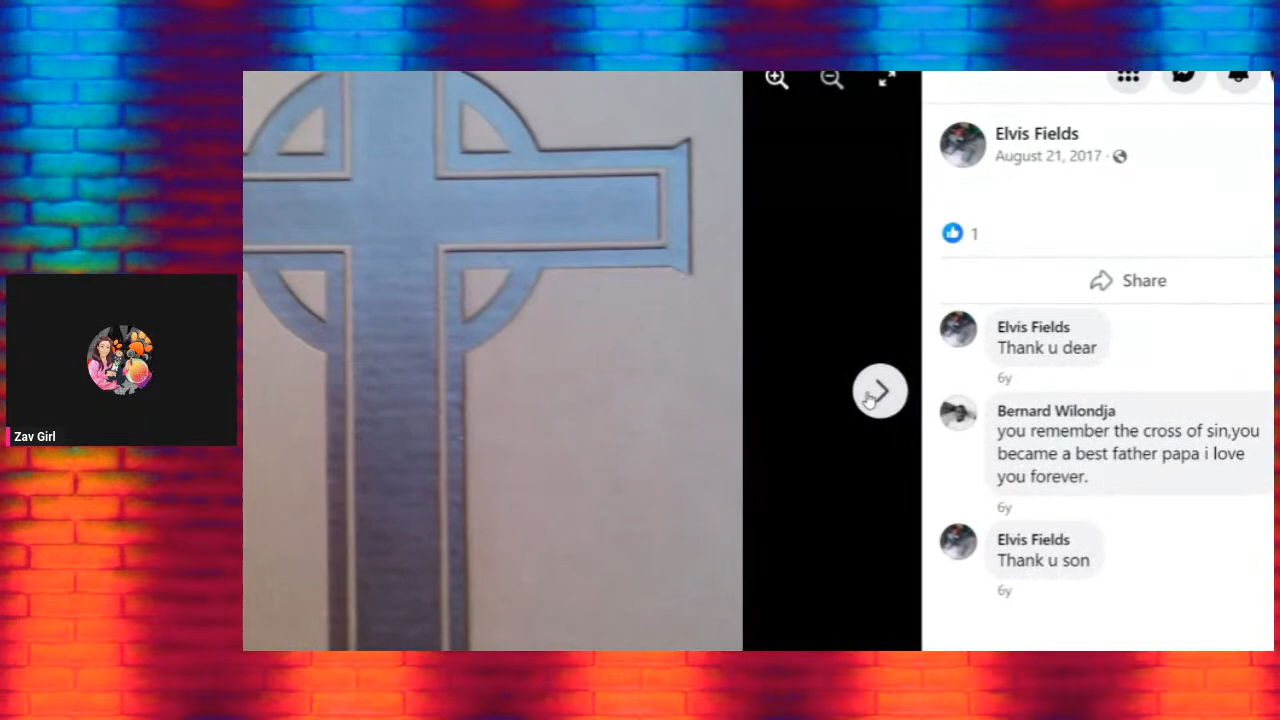 Elvis Fields
August 21, 2017 ·
1
Share
Elvis Fields
Thank u dear
6y
Bernard Wilondja
you remember the cross of sin,you
became a best father papa i love
you forever.
6y
Elvis Fields
Thank u son
6y
Zav Girl